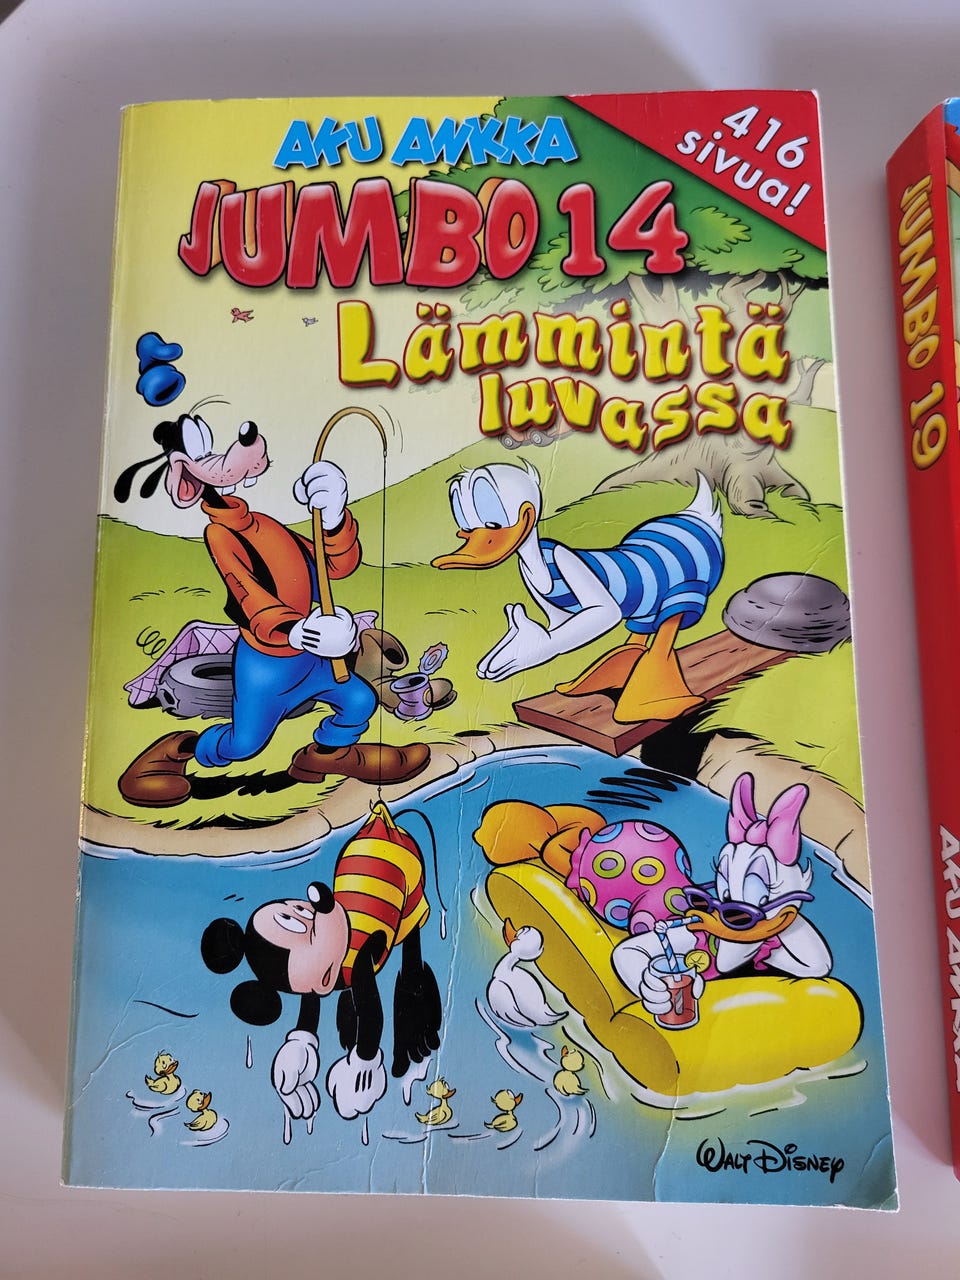 AKU ANKKA
JUMBO 14
416
sivua!
Lämmintä
luvassa
WALT DISNEY
JUMBO 19
AKU ANKKA